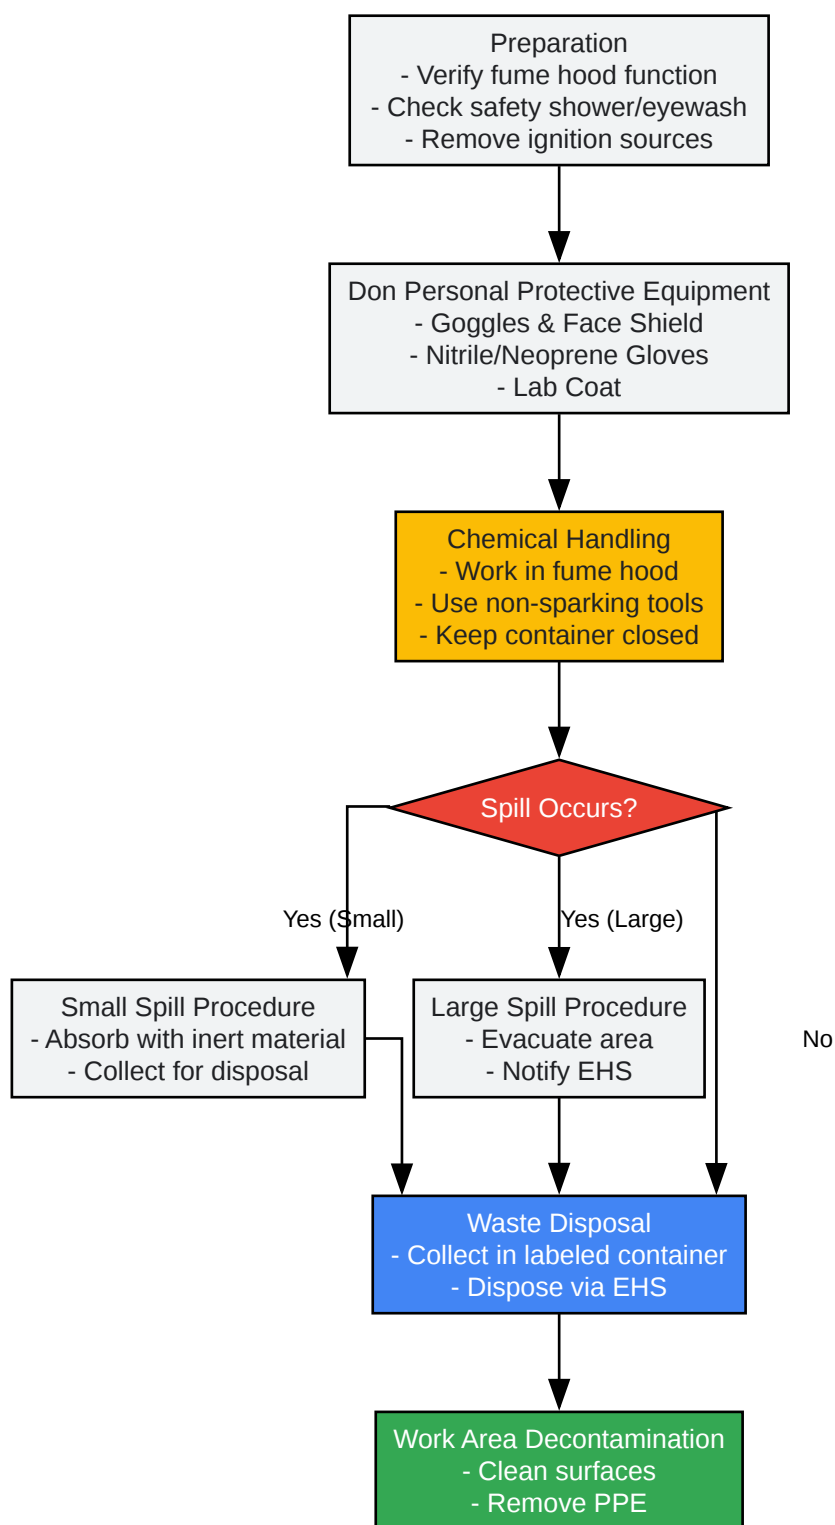 Preparation
- Verify fume hood function
- Check safety shower/eyewash
- Remove ignition sources
Don Personal Protective Equipment
- Goggles & Face Shield
- Nitrile/Neoprene Gloves
- Lab Coat
Chemical Handling
- Work in fume hood
- Use non-sparking tools
- Keep container closed
Spill Occurs?
Yes (Small)
Yes (Large)
Small Spill Procedure
- Absorb with inert material
- Collect for disposal
Large Spill Procedure
- Evacuate area
- Notify EHS
No
Waste Disposal
- Collect in labeled container
- Dispose via EHS
Work Area Decontamination
- Clean surfaces
- Remove PPE